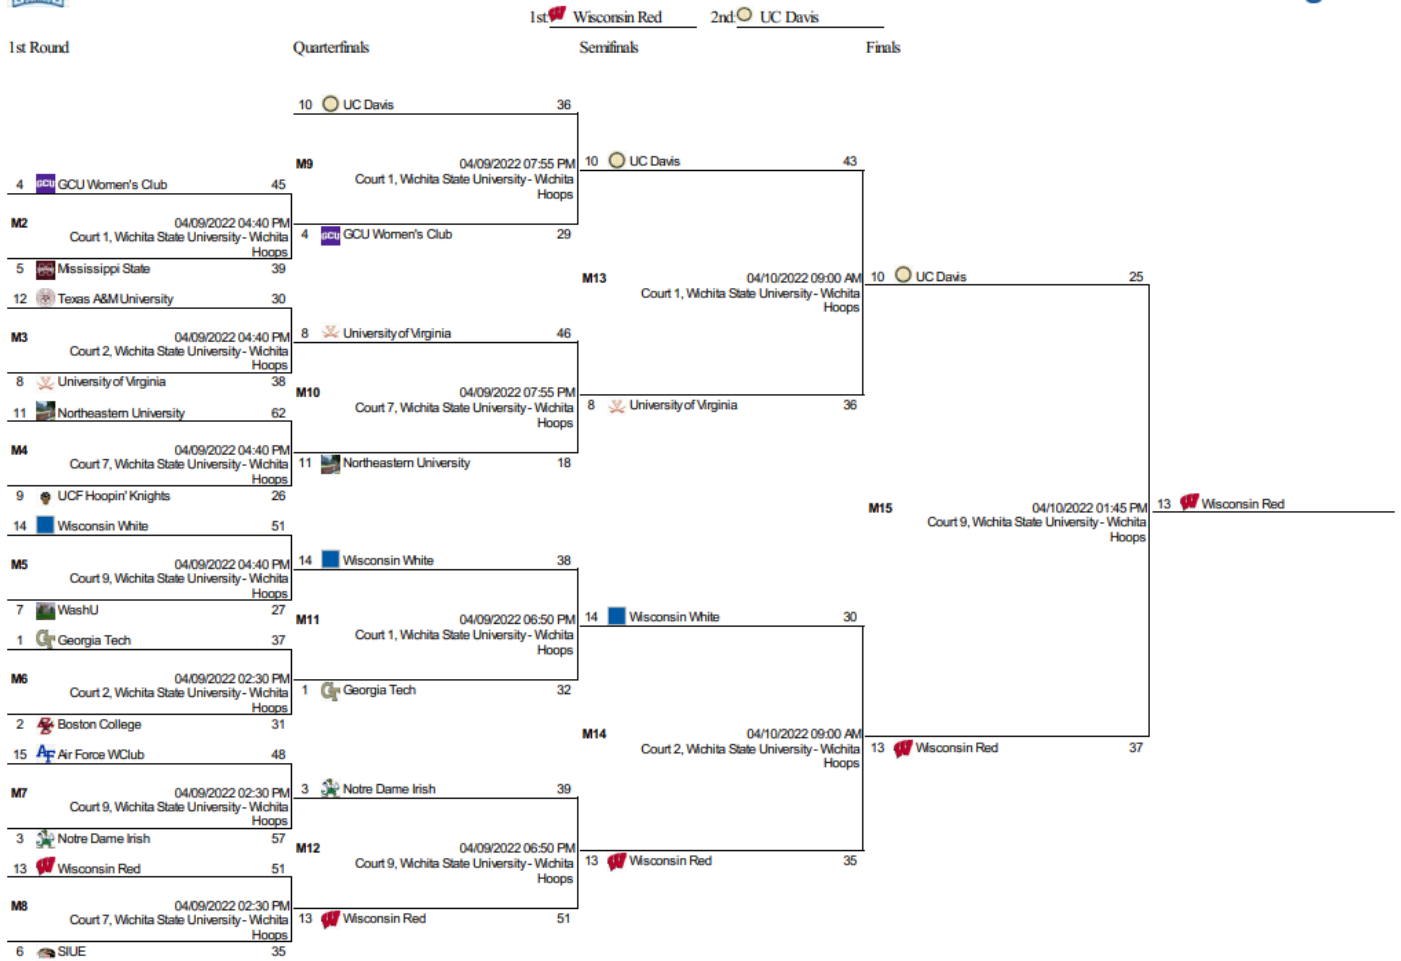 1st: Wisconsin Red 2nd: UC Davis
1st Round Quarterfinals Semifinals Finals
10 UC Davis 36
M9 04/09/2022 07:55 PM
Court 1, Wichita State University - Wichita
Hoops
10 UC Davis 43
4 GCU GCU Women's Club 45
M2 04/09/2022 04:40 PM
Court 1, Wichita State University - Wichita
Hoops
4 GCU GCU Women's Club 29
5 Mississippi State 39
M13 04/10/2022 09:00 AM
Court 1, Wichita State University - Wichita
Hoops
10 UC Davis 25
12 Texas A&M University 30
M3 04/09/2022 04:40 PM
Court 2, Wichita State University - Wichita
Hoops
8 University of Virginia 46
8 University of Virginia 38
M10 04/09/2022 07:55 PM
Court 7, Wichita State University - Wichita
Hoops
8 University of Virginia 36
11 Northeastern University 62
M4 04/09/2022 04:40 PM
Court 7, Wichita State University - Wichita
Hoops
11 Northeastern University 18
9 UCF Hoopin' Knights 26
M15 04/10/2022 01:45 PM
Court 9, Wichita State University - Wichita
Hoops
13 W Wisconsin Red
14 Wisconsin White 51
M5 04/09/2022 04:40 PM
Court 9, Wichita State University - Wichita
Hoops
14 Wisconsin White 38
7 WashU 27
M11 04/09/2022 06:50 PM
Court 1, Wichita State University - Wichita
Hoops
14 Wisconsin White 30
1 GT Georgia Tech 37
M6 04/09/2022 02:30 PM
Court 2, Wichita State University - Wichita
Hoops
1 GT Georgia Tech 32
2 Boston College 31
M14 04/10/2022 09:00 AM
Court 2, Wichita State University - Wichita
Hoops
13 W Wisconsin Red 37
15 AF Air Force WClub 48
M7 04/09/2022 02:30 PM
Court 9, Wichita State University - Wichita
Hoops
3 Notre Dame Irish 39
3 Notre Dame Irish 57
M12 04/09/2022 06:50 PM
Court 9, Wichita State University - Wichita
Hoops
13 W Wisconsin Red 35
13 W Wisconsin Red 51
M8 04/09/2022 02:30 PM
Court 7, Wichita State University - Wichita
Hoops
13 W Wisconsin Red 51
6 SIUE 35